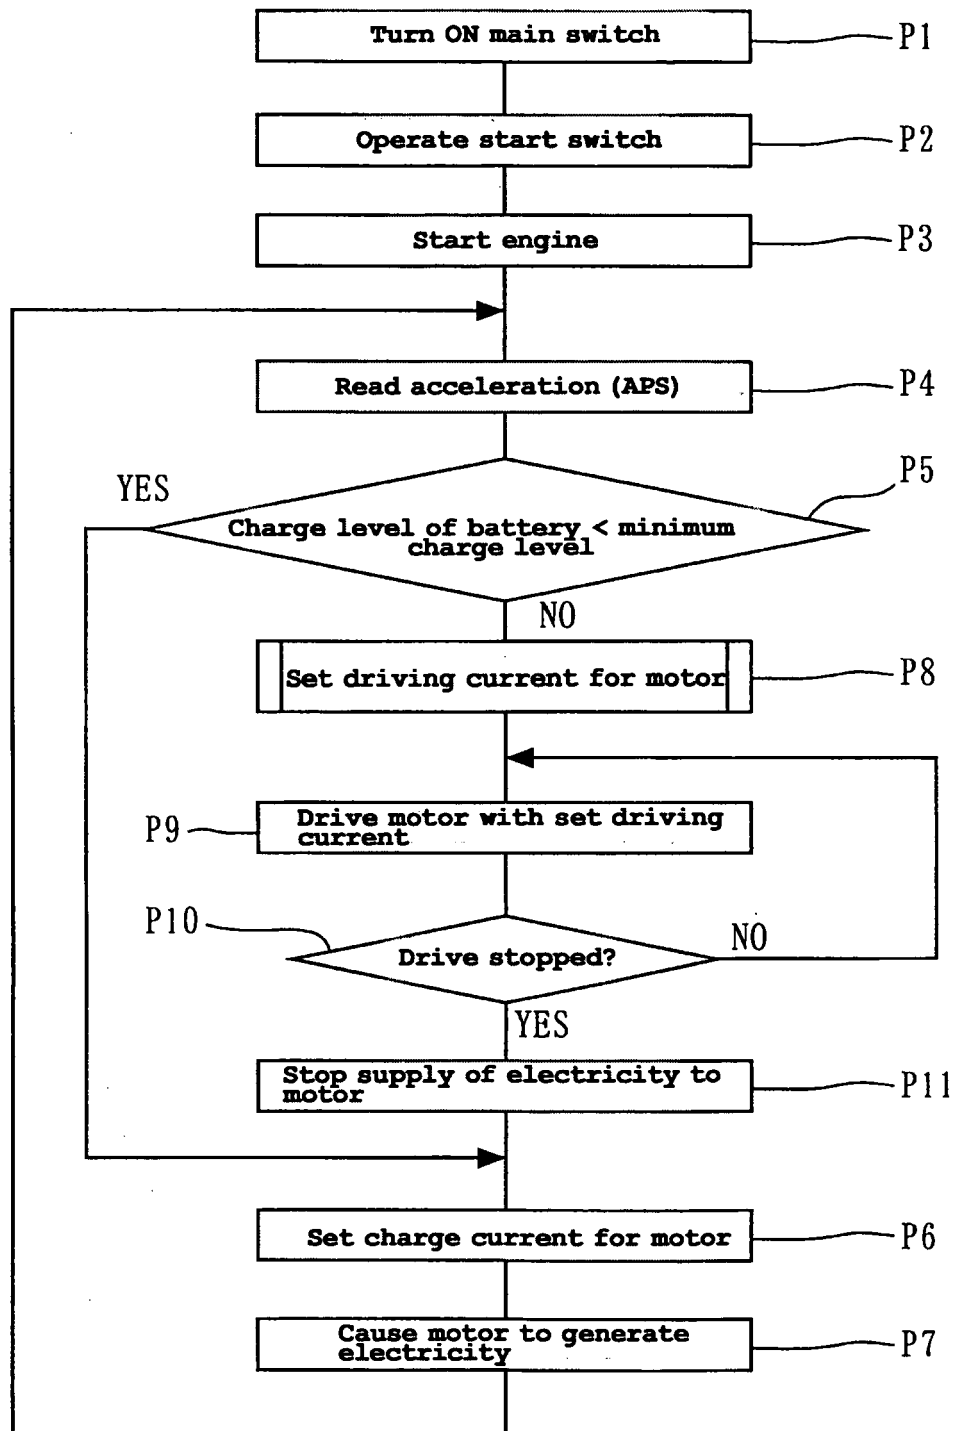 Turn ON main switch
P1
Operate start switch
P2
Start engine
P3
Read acceleration (APS)
P4
YES
P5
Charge level of battery < minimum
charge level
NO
Set driving current for motor
P8
Drive motor with set driving
current
P9
P10
Drive stopped?
NO
YES
Stop supply of electricity to
motor
P11
Set charge current for motor
P6
Cause motor to generate
electricity
P7